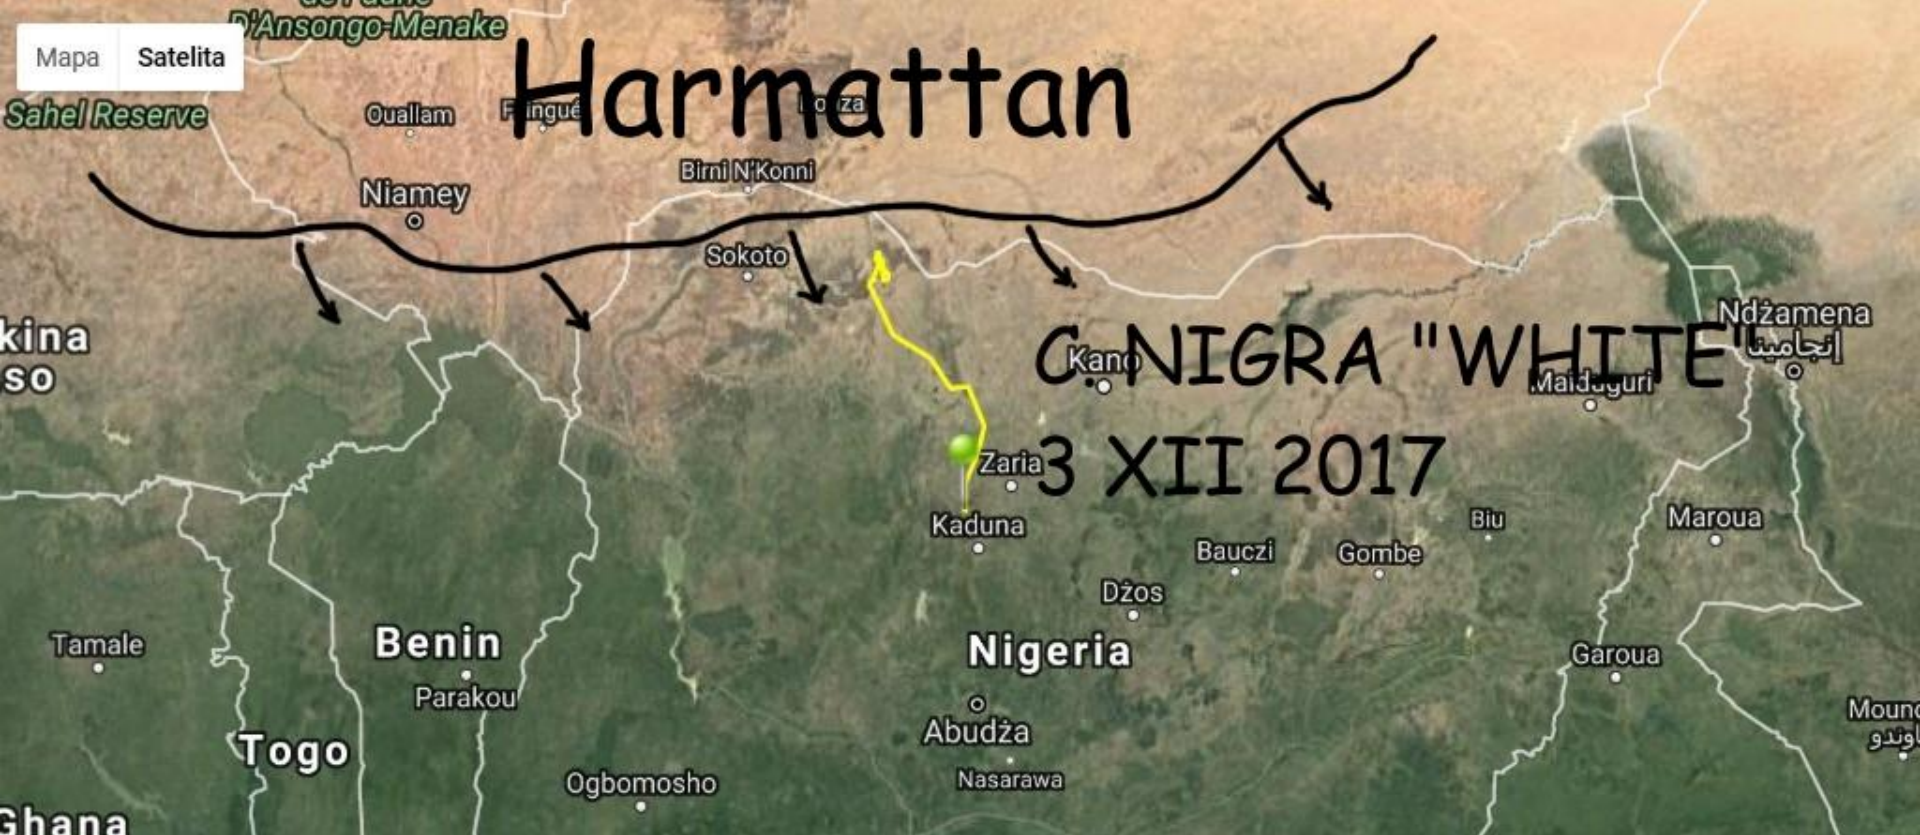 D'Ansongo-Menake
Mapa Satelita
Harmattan
Sahel Reserve
Ouallam
Birni N'Konni
Niamey
Sokoto
Ndżamena
إنجامينا
kina
so
C. NIGRA "WHITE"
Kano
Maiduguri
3 XII 2017
Zaria
Kaduna
Biu
Maroua
Bauczi
Gombe
Dżos
Tamale
Benin
Nigeria
Garoua
Parakou
Abudża
Togo
Ogbomosho
Nasarawa
Ghana